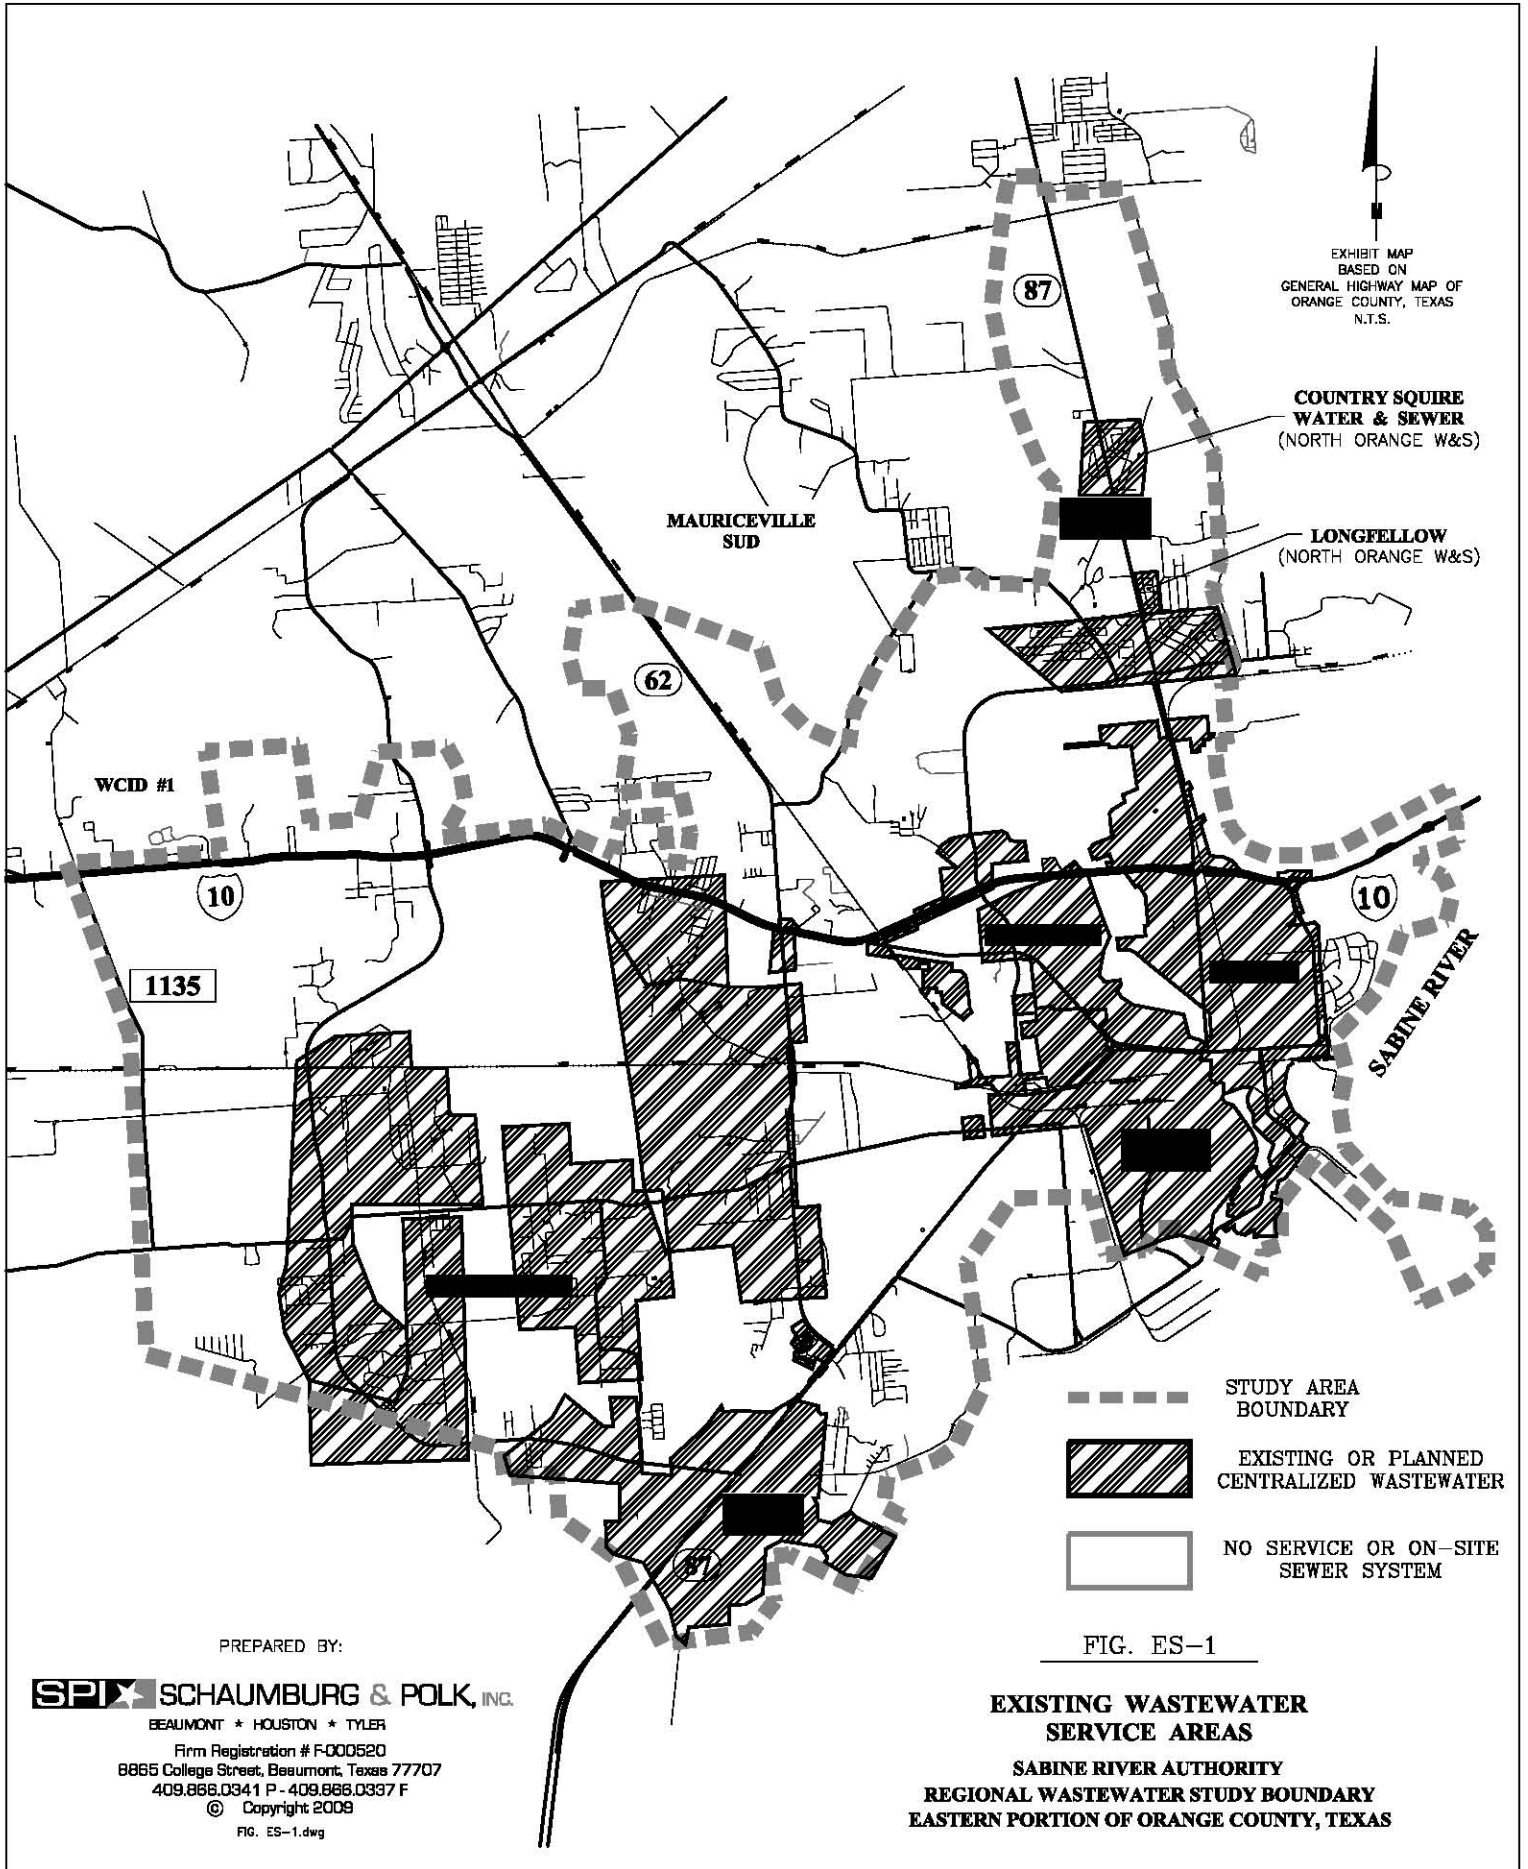 EXHIBIT MAP
BASED ON
GENERAL HIGHWAY MAP OF
ORANGE COUNTY, TEXAS
N.T.S.
87
COUNTRY SQUIRE
WATER & SEWER
(NORTH ORANGE W&S)
MAURICEVILLE
SUD
LONGFELLOW
(NORTH ORANGE W&S)
62
WCID #1
10
10
1135
SABINE RIVER
87
STUDY AREA
BOUNDARY
EXISTING OR PLANNED
CENTRALIZED WASTEWATER
NO SERVICE OR ON-SITE
SEWER SYSTEM
PREPARED BY:
SPI SCHAUMBURG & POLK, INC.
BEAUMONT ★ HOUSTON ★ TYLER
Firm Registration # F-000520
8865 College Street, Beaumont, Texas 77707
409.866.0341 P - 409.866.0337 F
© Copyright 2009
FIG. ES-1.dwg
FIG. ES-1
EXISTING WASTEWATER
SERVICE AREAS
SABINE RIVER AUTHORITY
REGIONAL WASTEWATER STUDY BOUNDARY
EASTERN PORTION OF ORANGE COUNTY, TEXAS